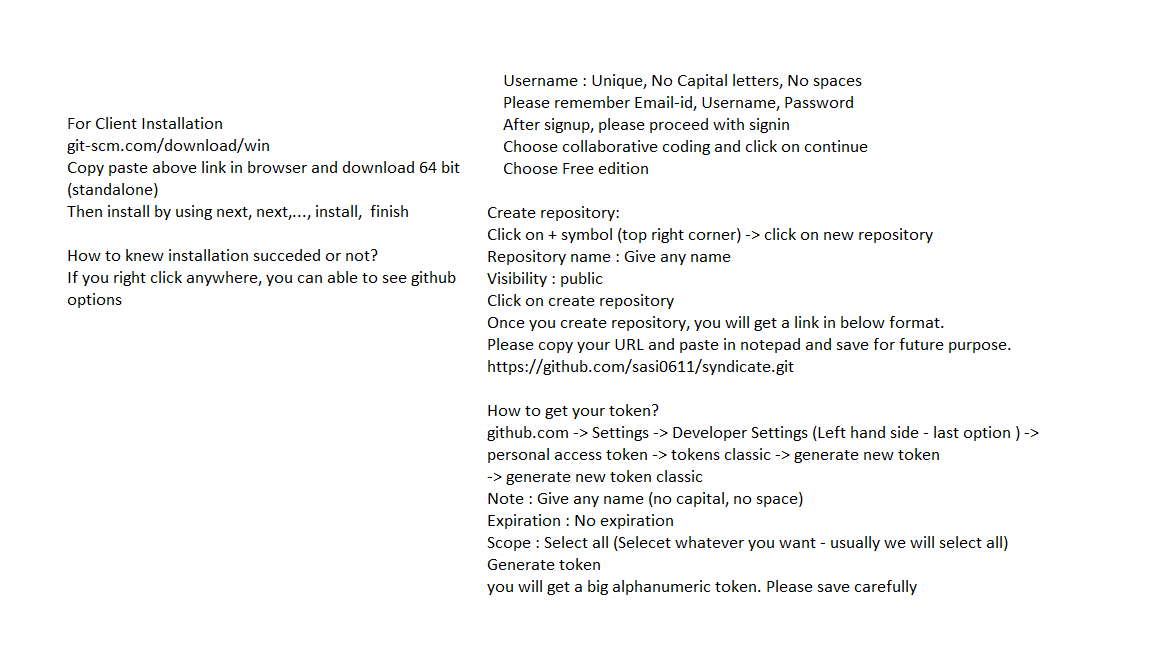 For Client Installation
git-scm.com/download/win
Copy paste above link in browser and download 64 bit
(standalone)
Then install by using next, next,..., install,  finish
How to knew installation succeded or not?
If you right click anywhere, you can able to see github
options
Username : Unique, No Capital letters, No spaces
Please remember Email-id, Username, Password
After signup, please proceed with signin
Choose collaborative coding and click on continue
Choose Free edition
Create repository:
Click on + symbol (top right corner) -> click on new repository
Repository name : Give any name
Visibility : public
Click on create repository
Once you create repository, you will get a link in below format.
Please copy your URL and paste in notepad and save for future purpose.
https://github.com/sasi0611/syndicate.git
How to get your token?
github.com -> Settings -> Developer Settings (Left hand side - last option ) ->
personal access token -> tokens classic -> generate new token
-> generate new token classic
Note : Give any name (no capital, no space)
Expiration : No expiration
Scope : Select all (Selecet whatever you want - usually we will select all)
Generate token
you will get a big alphanumeric token. Please save carefully